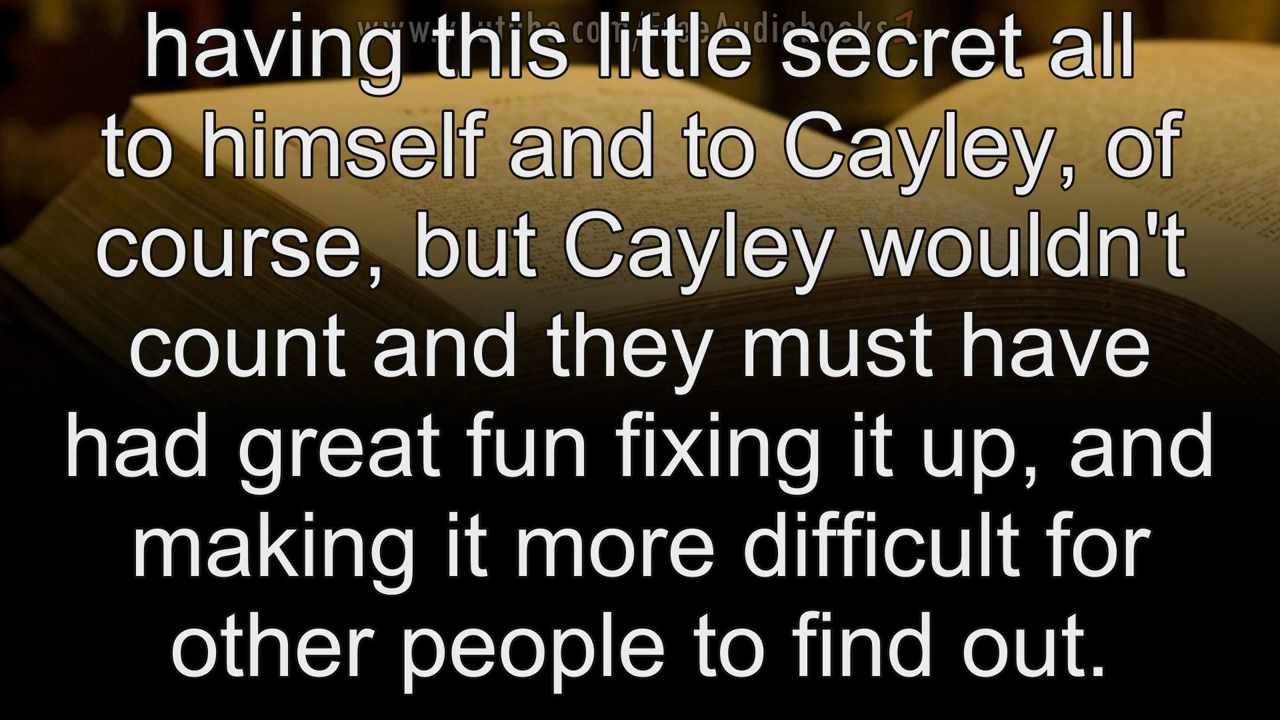 www.youtube.com/FreeAudiobooks
having this little secret all
to himself and to Cayley, of
course, but Cayley wouldn't
count and they must have
had great fun fixing it up, and
making it more difficult for
other people to find out.